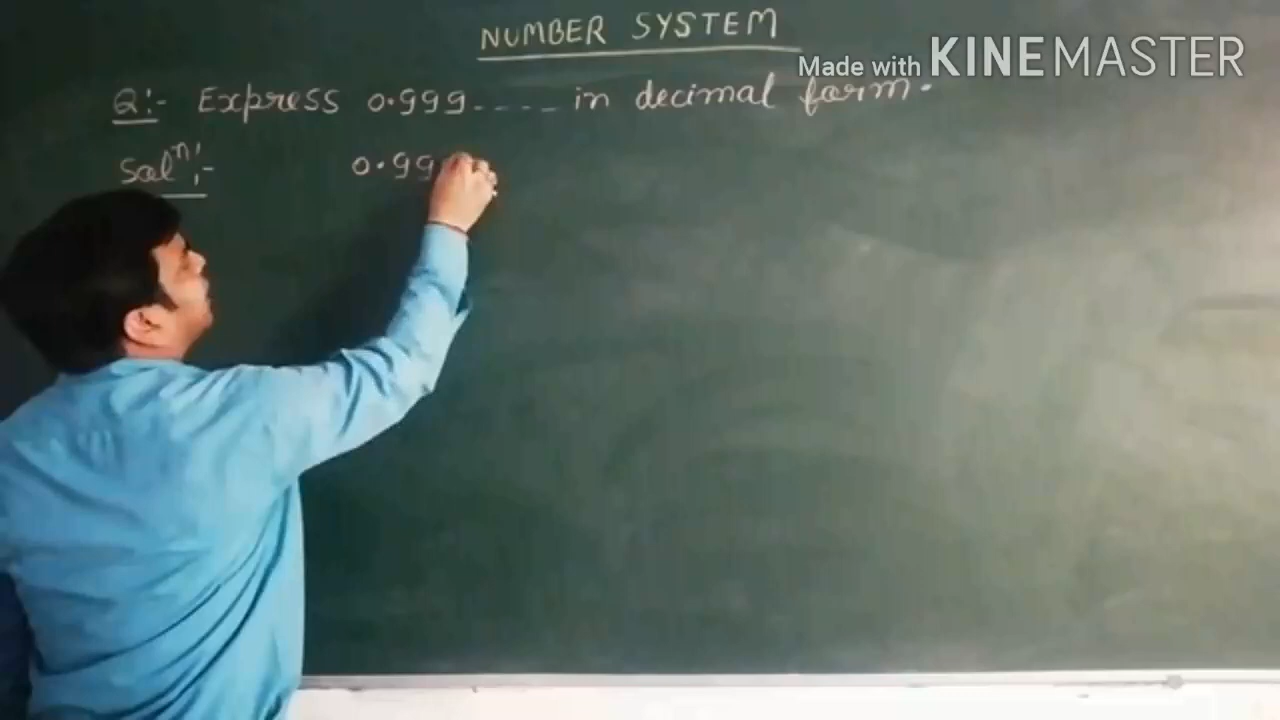 NUMBER SYSTEM
Made with KINEMASTER
Q:- Express 0.999---- in decimal form.
Solⁿ:- 0.99